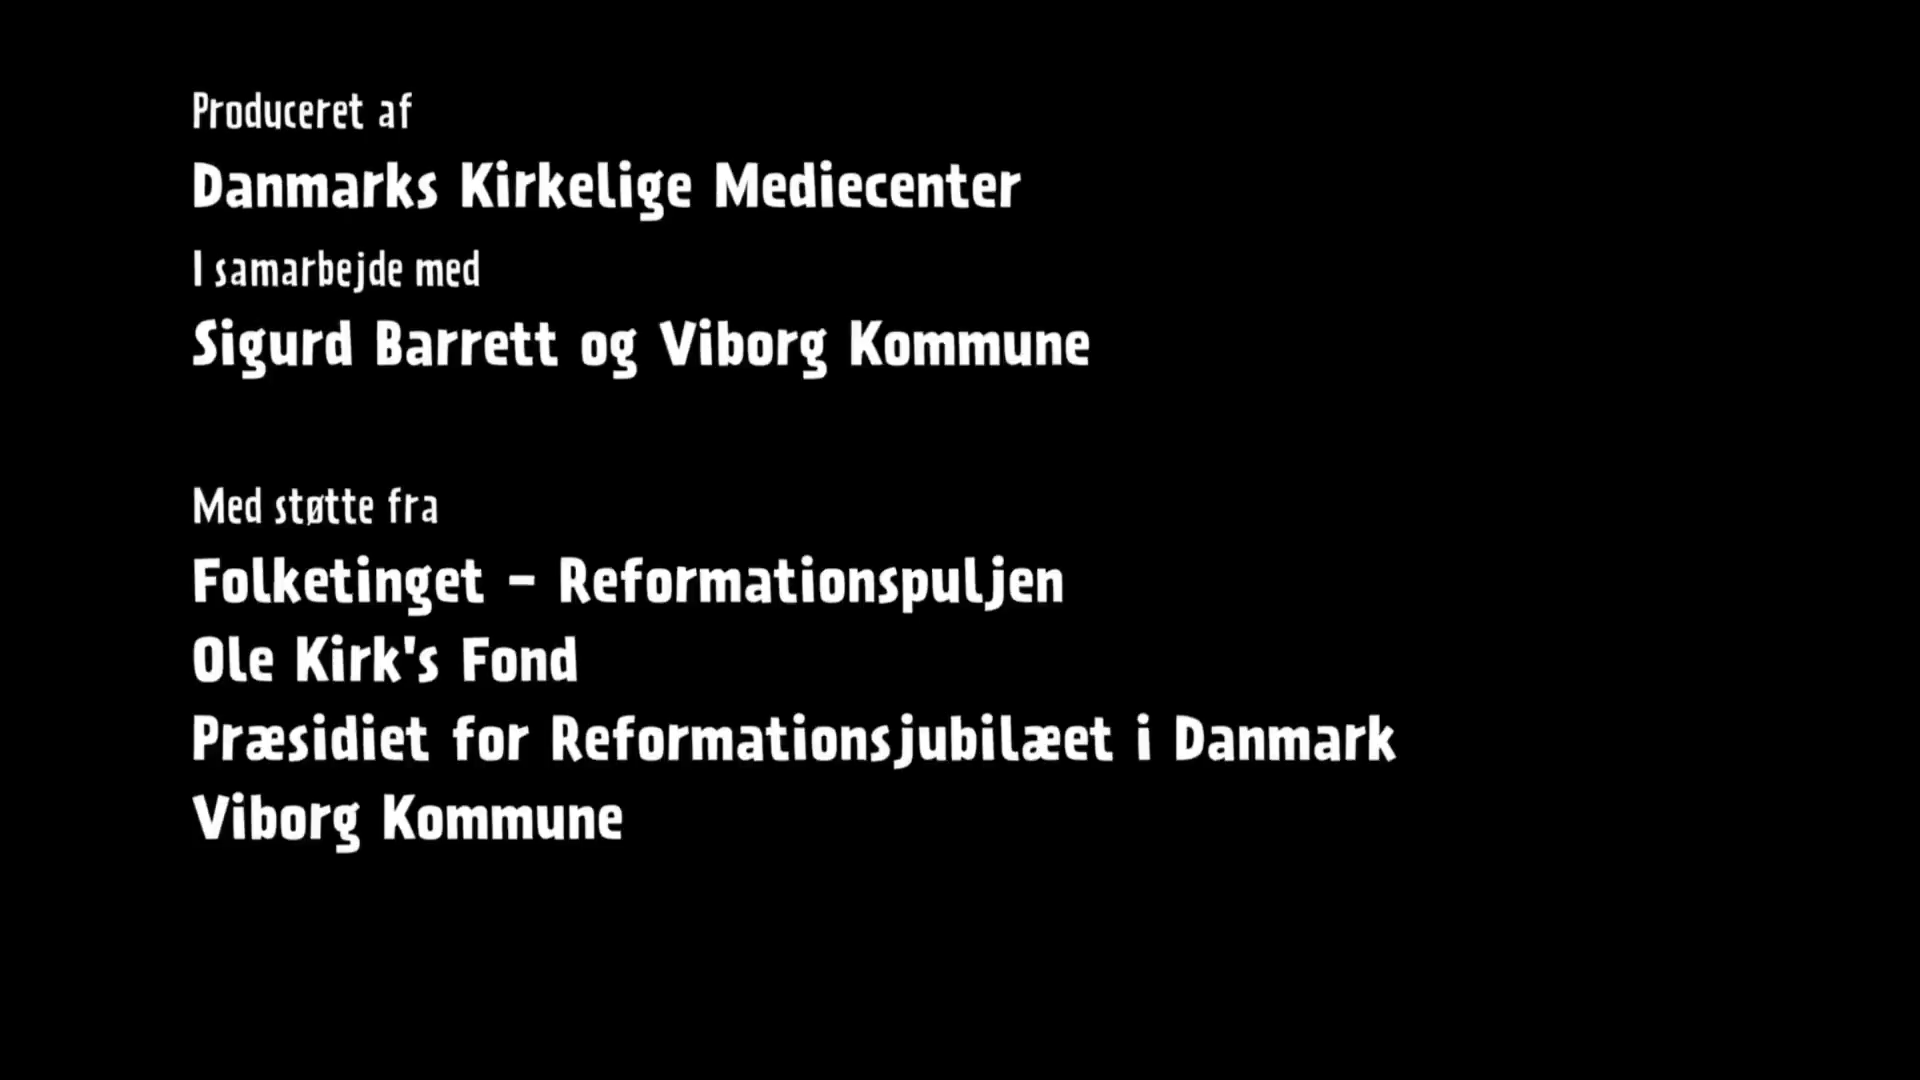 Produceret af
Danmarks Kirkelige Mediecenter
I samarbejde med
Sigurd Barrett og Viborg Kommune
Med støtte fra
Folketinget - Reformationspuljen
Ole Kirk's Fond
Præsidiet for Reformationsjubilæet i Danmark
Viborg Kommune